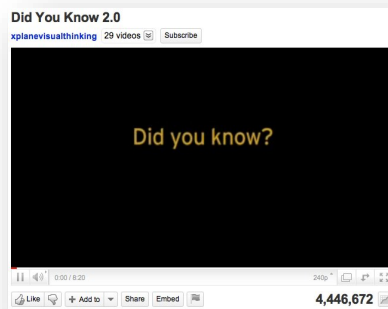 Did You Know 2.0
xplanevisualthinking 29 videos Subscribe
Did you know?
0:00 / 8:20 240p
Like Add to Share Embed 4,446,672